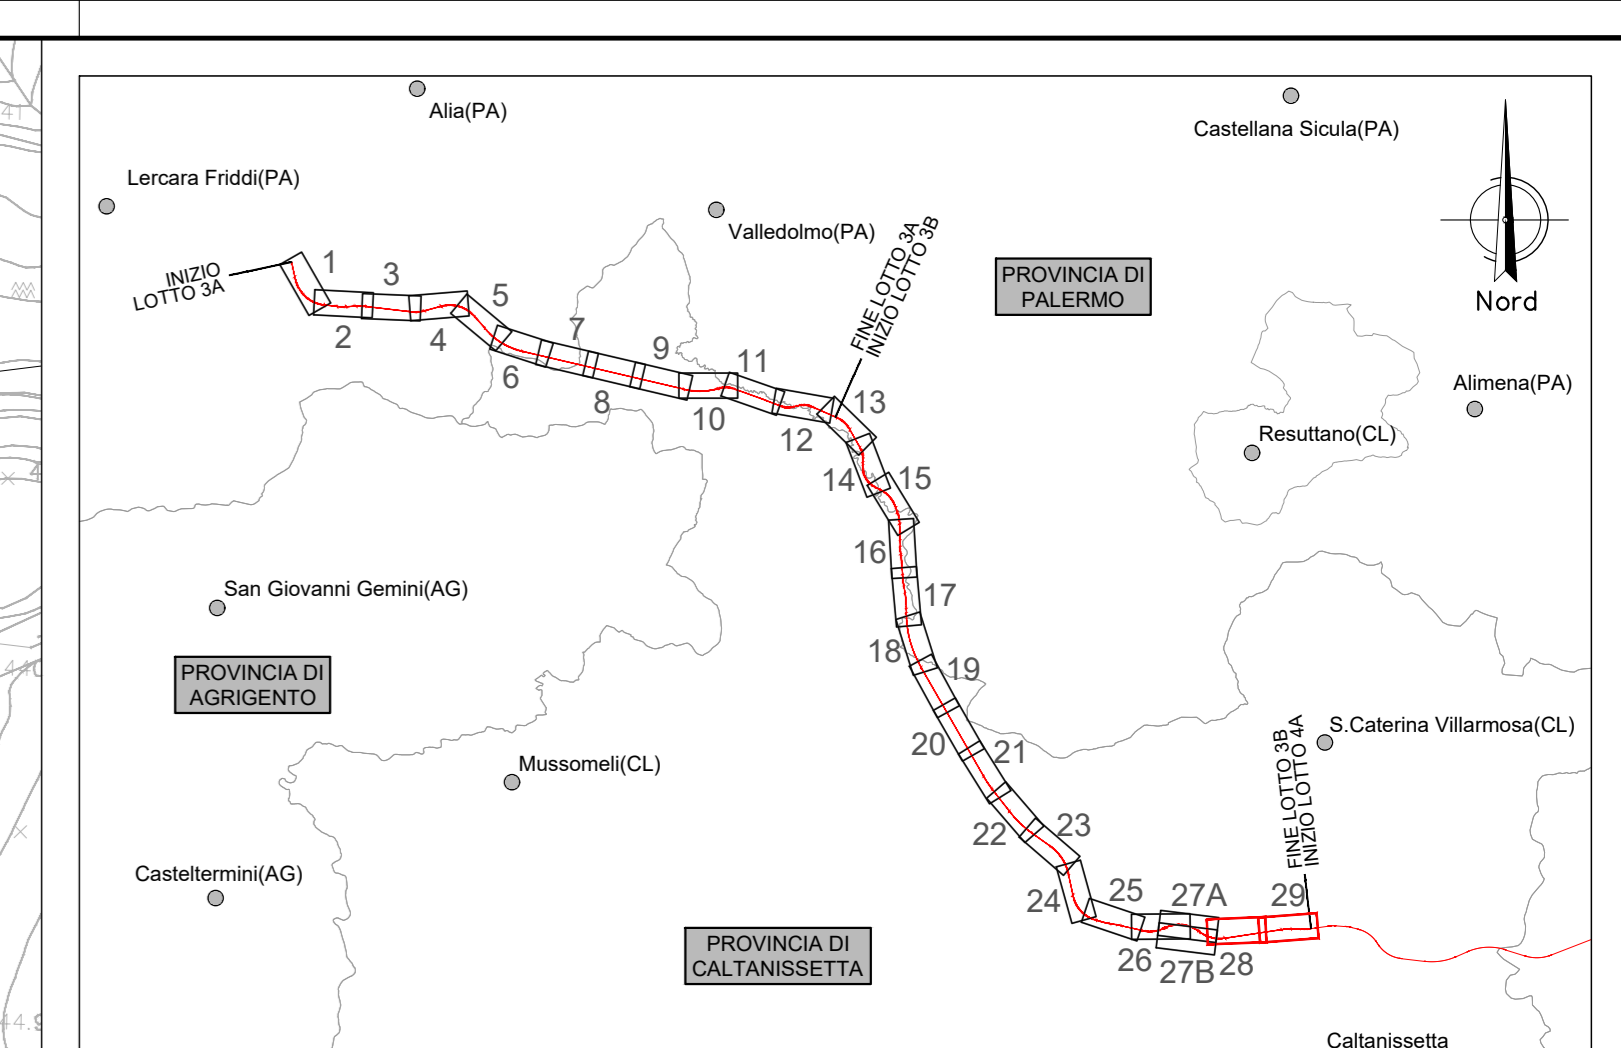 Alia(PA)
Castellana Sicula(PA)
Lercara Friddi(PA)
Valledolmo(PA)
FINE LOTTO 3A
INIZIO LOTTO 3B
PROVINCIA DI
PALERMO
Nord
INIZIO
LOTTO 3A
1
2
3
4
5
6
7
8
9
10
11
12
13
Alimena(PA)
Resuttano(CL)
14
15
16
17
San Giovanni Gemini(AG)
PROVINCIA DI
AGRIGENTO
18
19
20
21
Mussomeli(CL)
S.Caterina Villarmosa(CL)
FINE LOTTO 3B
INIZIO LOTTO 4A
22
23
Casteltermini(AG)
24
25
26
27A
27B
28
29
PROVINCIA DI
CALTANISSETTA
Caltanissetta
41